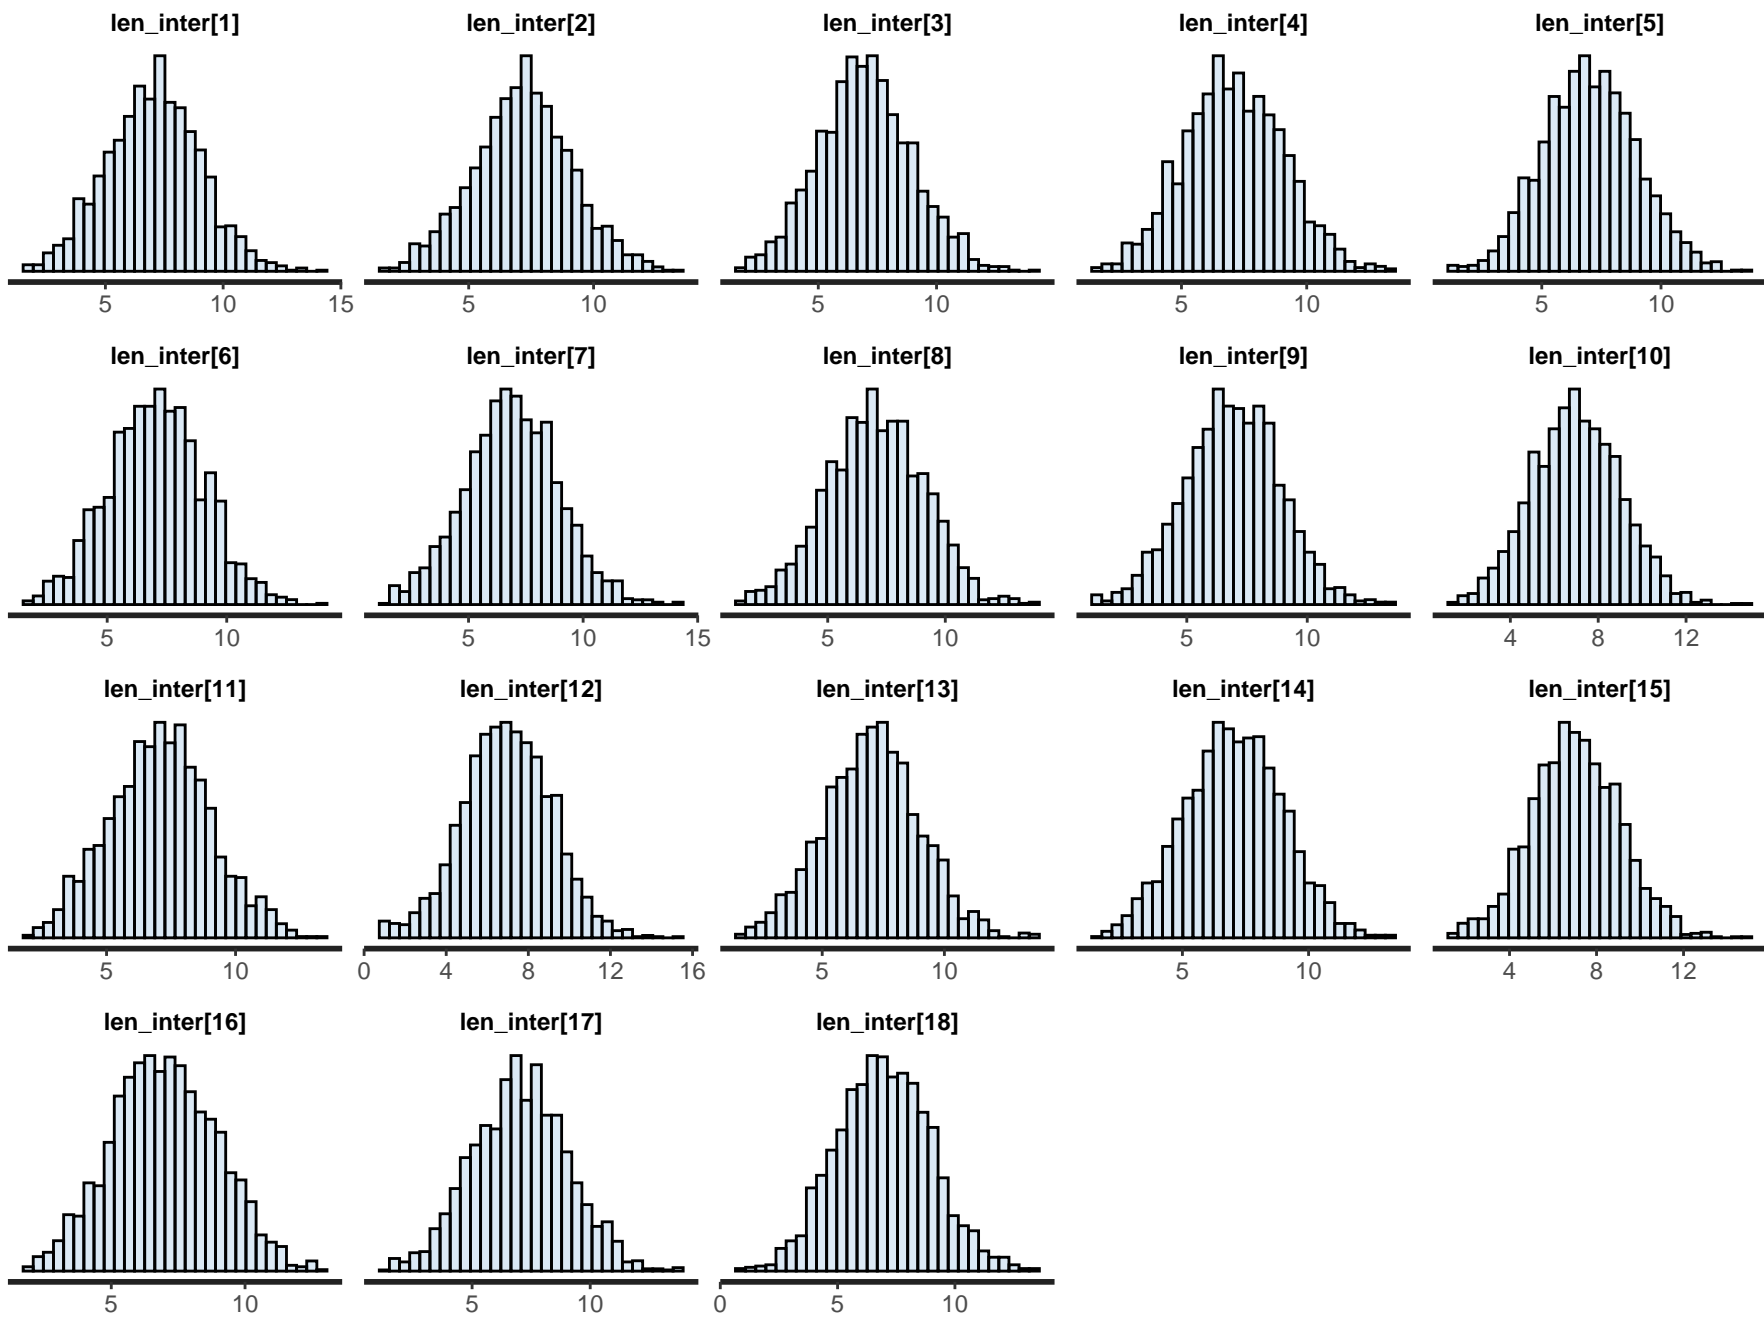 len_inter[1] len_inter[2] len_inter[3] len_inter[4] len_inter[5]
5 10 15 5 10 5 10 5 10 5 10
len_inter[6] len_inter[7] len_inter[8] len_inter[9] len_inter[10]
5 10 5 10 15 5 10 5 10 4 8 12
len_inter[11] len_inter[12] len_inter[13] len_inter[14] len_inter[15]
5 10 0 4 8 12 16 5 10 5 10 4 8 12
len_inter[16] len_inter[17] len_inter[18]
5 10 5 10 0 5 10